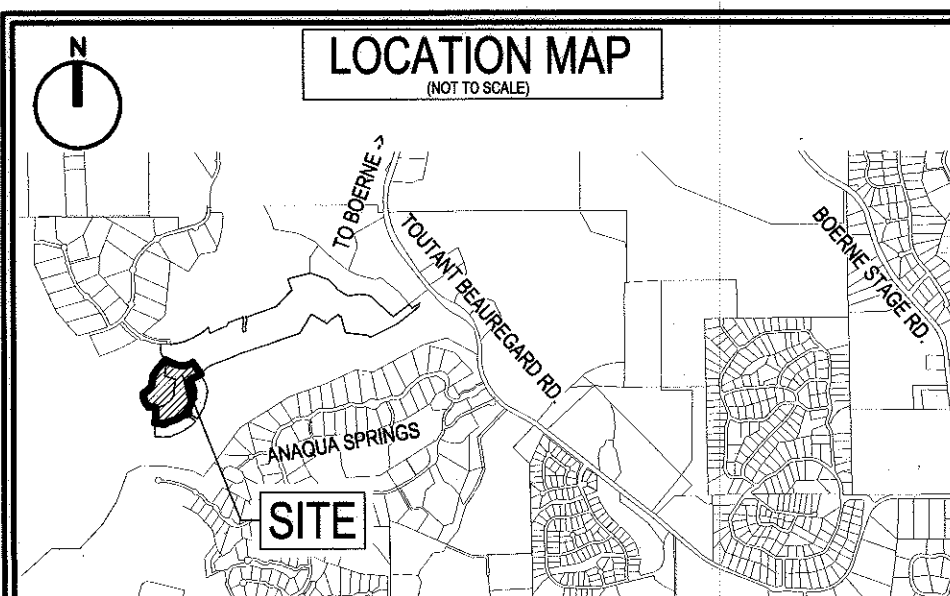 N
LOCATION MAP
(NOT TO SCALE)
TO BOERNE ->
TOUTANT BEAUREGARD RD.
BOERNE STAGE RD.
ANAQUA SPRINGS
SITE